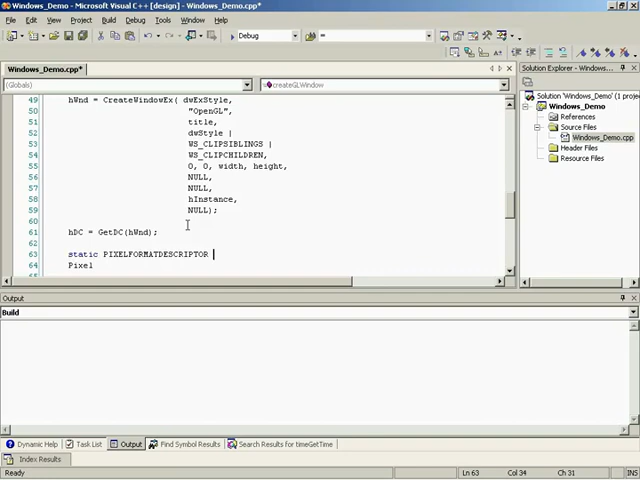 Windows_Demo - Microsoft Visual C++ [design] - Windows_Demo.cpp*
File Edit View Project Build Debug Tools Window Help
Debug
Windows_Demo.cpp*
(Globals)
createGLWindow
49 hWnd = CreateWindowEx( dwExStyle,
50 "OpenGL",
51 title,
52 dwStyle |
53 WS_CLIPSIBLINGS |
54 WS_CLIPCHILDREN,
55 0, 0, width, height,
56 NULL,
57 NULL,
58 hInstance,
59 NULL);
60
61 hDC = GetDC(hWnd);
62
63 static PIXELFORMATDESCRIPTOR
64 Pixel
Solution Explorer - Windows_Demo
Solution 'Windows_Demo' (1 projec
Windows_Demo
References
Source Files
Windows_Demo.cpp
Header Files
Resource Files
Output
Build
Dynamic Help Task List Output Find Symbol Results Search Results for timeGetTime
Index Results
Ready Ln 63 Col 34 Ch 31 INS